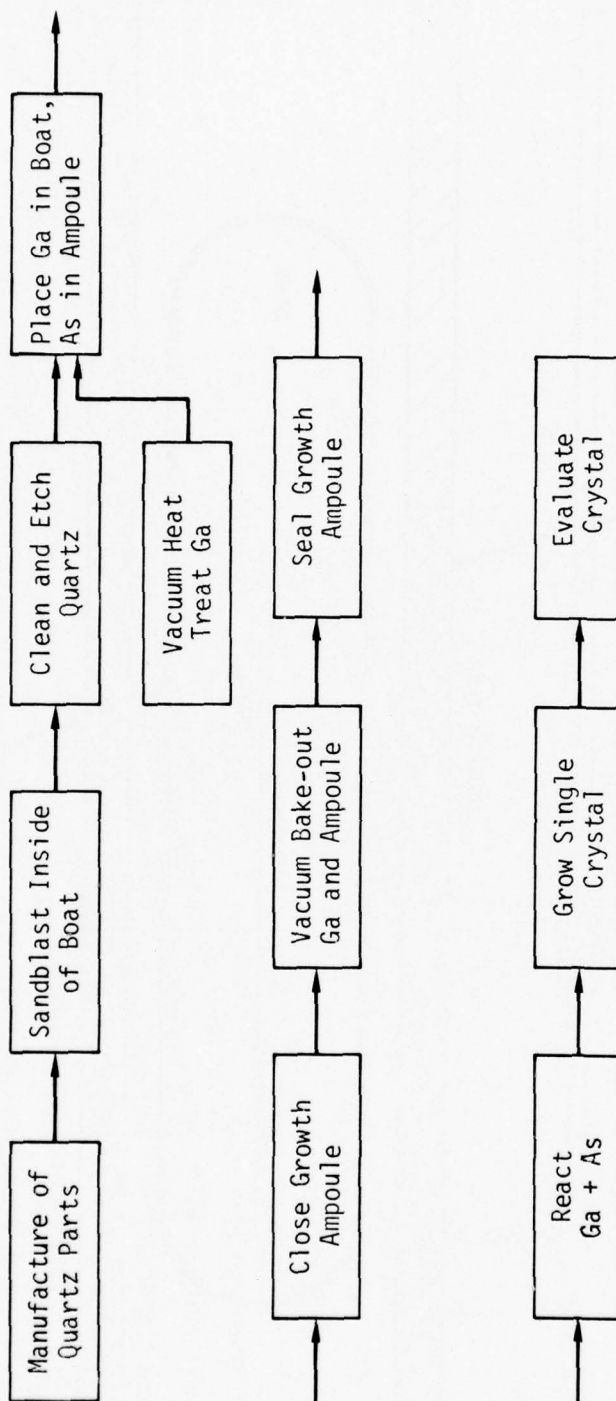 Manufacture of
Quartz Parts
Sandblast Inside
of Boat
Clean and Etch
Quartz
Place Ga in Boat,
As in Ampoule
Vacuum Heat
Treat Ga
Close Growth
Ampoule
Vacuum Bake-out
Ga and Ampoule
Seal Growth
Ampoule
React
Ga + As
Grow Single
Crystal
Evaluate
Crystal